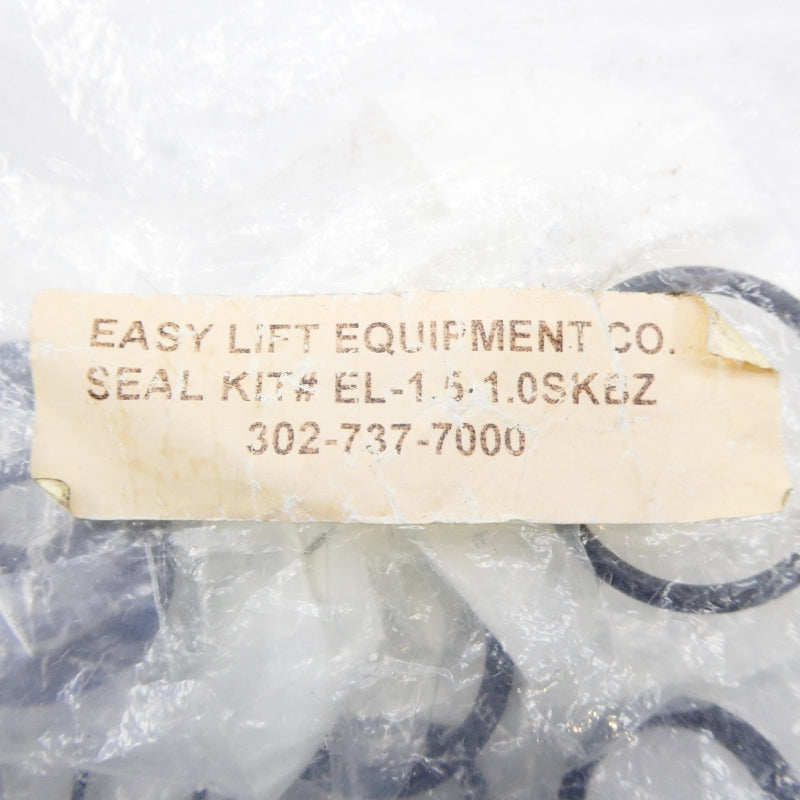 EASY LIFT EQUIPMENT CO.
SEAL KIT# EL-1.5-1.0SKBZ
302-737-7000